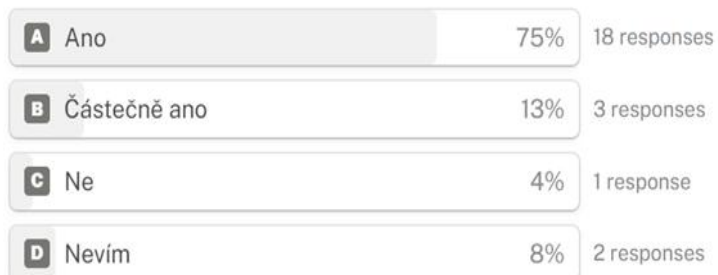 A Ano 75% 18 responses
B Částečně ano 13% 3 responses
C Ne 4% 1 response
D Nevím 8% 2 responses